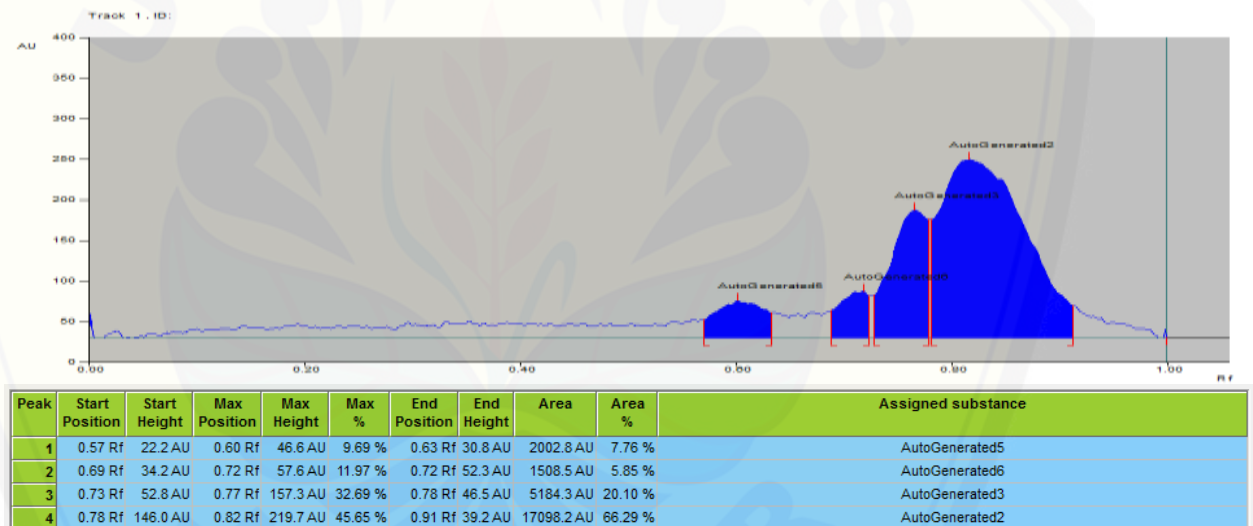 Track 1 . ID:
AU
400
350
300
250
200
150
100
50
0
AutoGenerated2
AutoGenerated3
AutoGenerated6
0.00 0.20 0.40 0.60 0.80 1.00
Rf
Peak Start Position Start Height Max Position Max Height Max % End Position End Height Area Area % Assigned substance
1 0.57 Rf 22.2 AU 0.60 Rf 46.6 AU 9.69 % 0.63 Rf 30.8 AU 2002.8 AU 7.76 % AutoGenerated5
2 0.69 Rf 34.2 AU 0.72 Rf 57.6 AU 11.97 % 0.72 Rf 52.3 AU 1508.5 AU 5.85 % AutoGenerated6
3 0.73 Rf 52.8 AU 0.77 Rf 157.3 AU 32.69 % 0.78 Rf 46.5 AU 5184.3 AU 20.10 % AutoGenerated3
4 0.78 Rf 146.0 AU 0.82 Rf 219.7 AU 45.65 % 0.91 Rf 39.2 AU 17098.2 AU 66.29 % AutoGenerated2